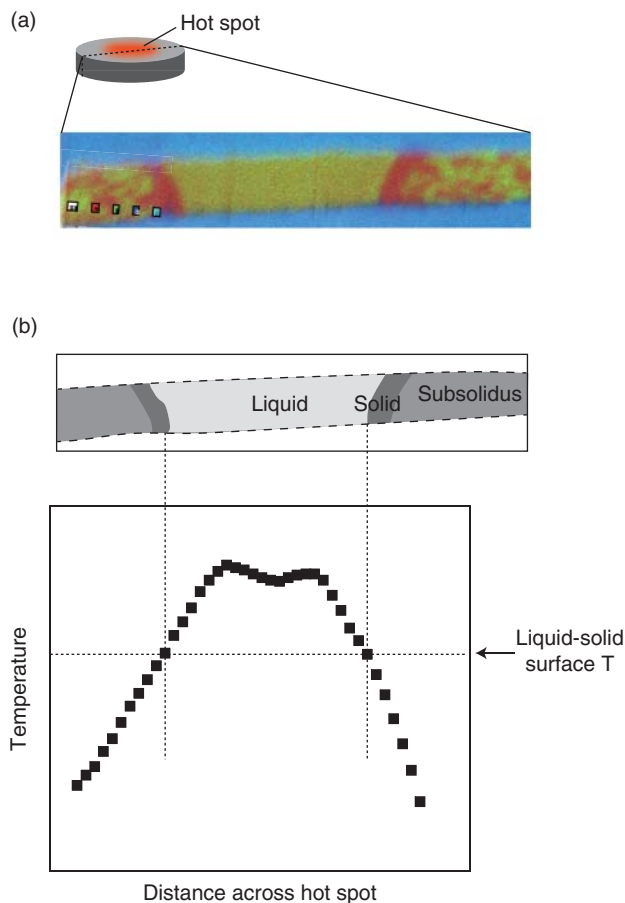 (a)
Hot spot
(b)
Liquid
Solid
Subsolidus
Temperature
Liquid-solid
surface T
Distance across hot spot